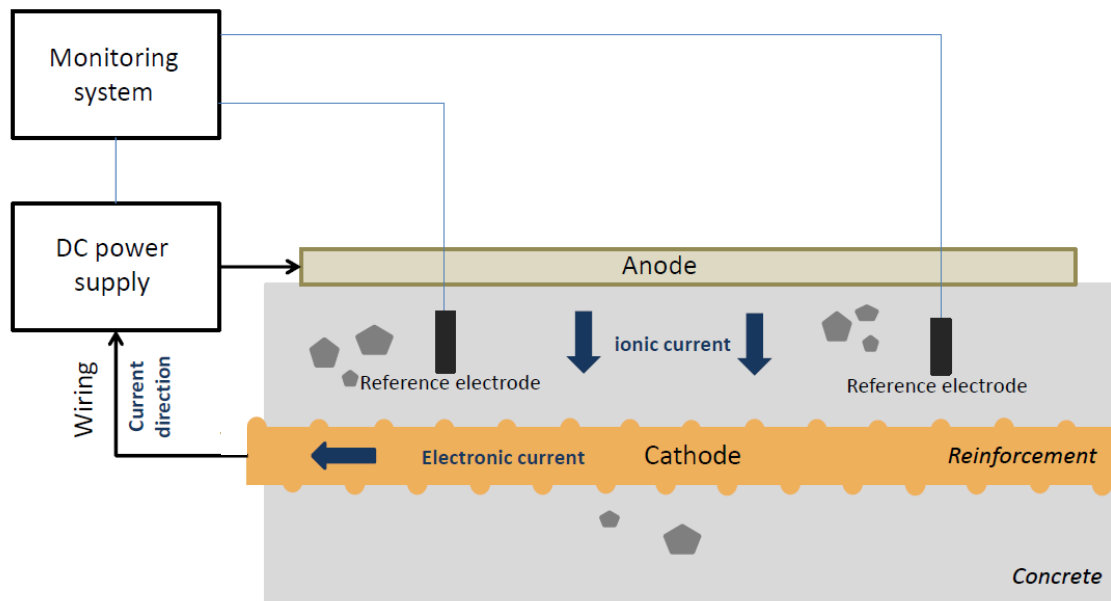 Monitoring
system
DC power
supply
Anode
ionic current
Reference electrode
Reference electrode
Wiring
Current
direction
Electronic current
Cathode
Reinforcement
Concrete